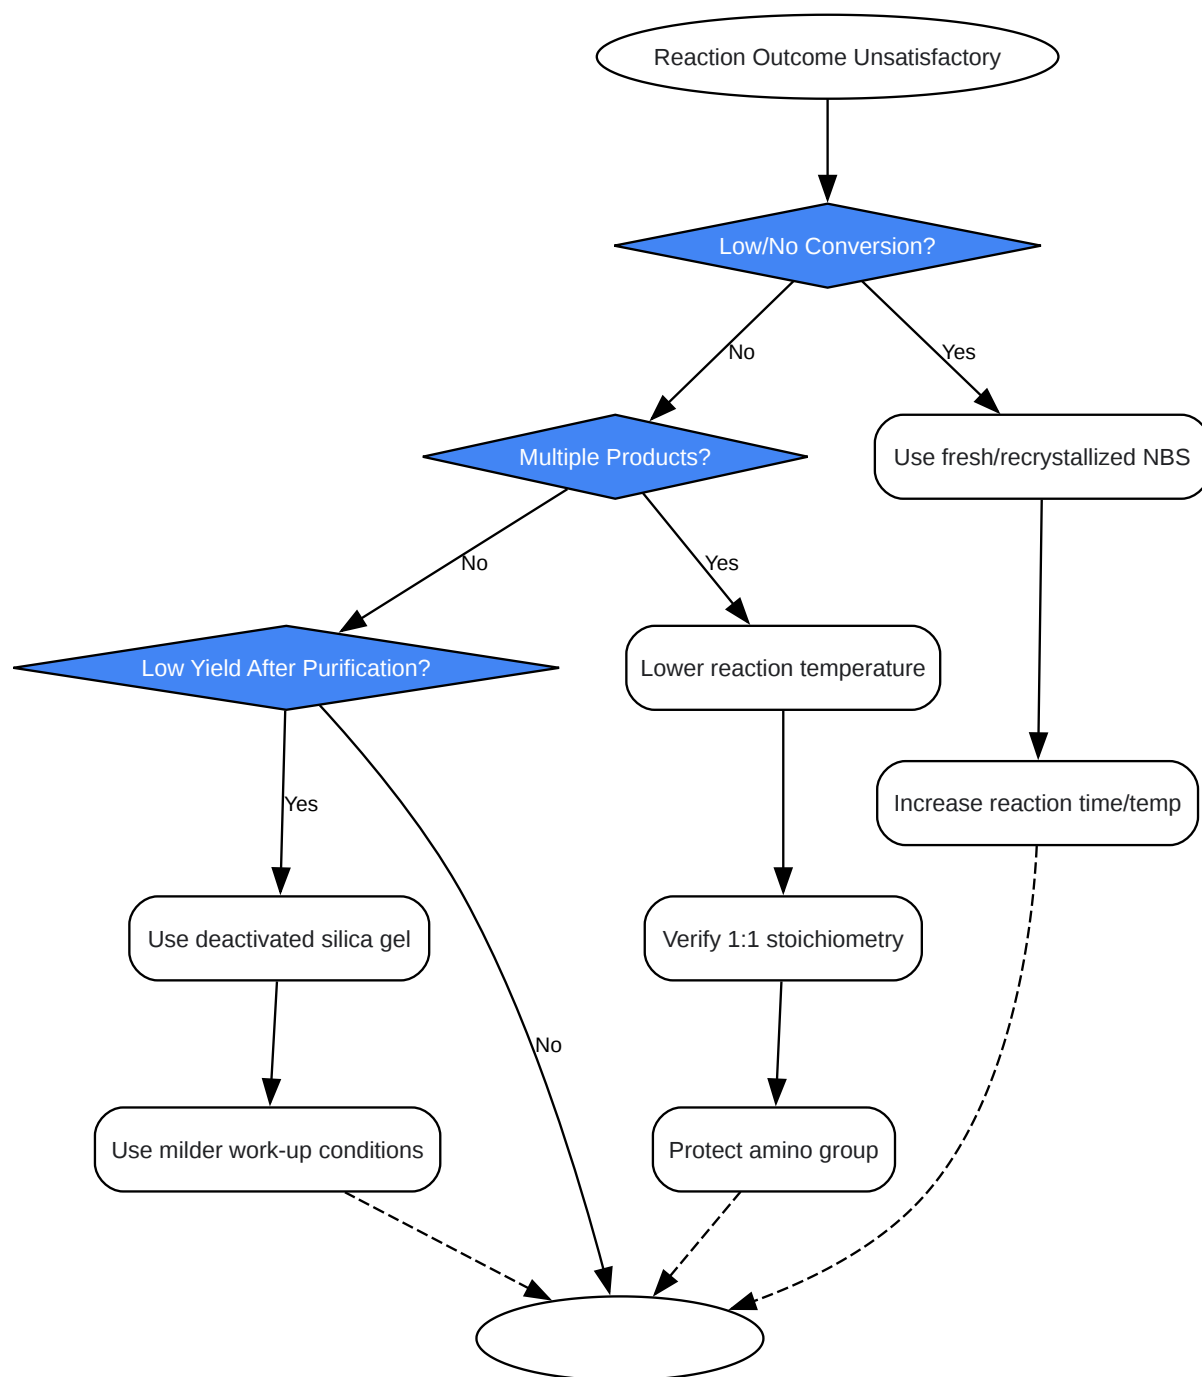 Reaction Outcome Unsatisfactory
Low/No Conversion?
No
Yes
Multiple Products?
Use fresh/recrystallized NBS
No
Yes
Low Yield After Purification?
Lower reaction temperature
Yes
Increase reaction time/temp
Use deactivated silica gel
Verify 1:1 stoichiometry
No
Use milder work-up conditions
Protect amino group